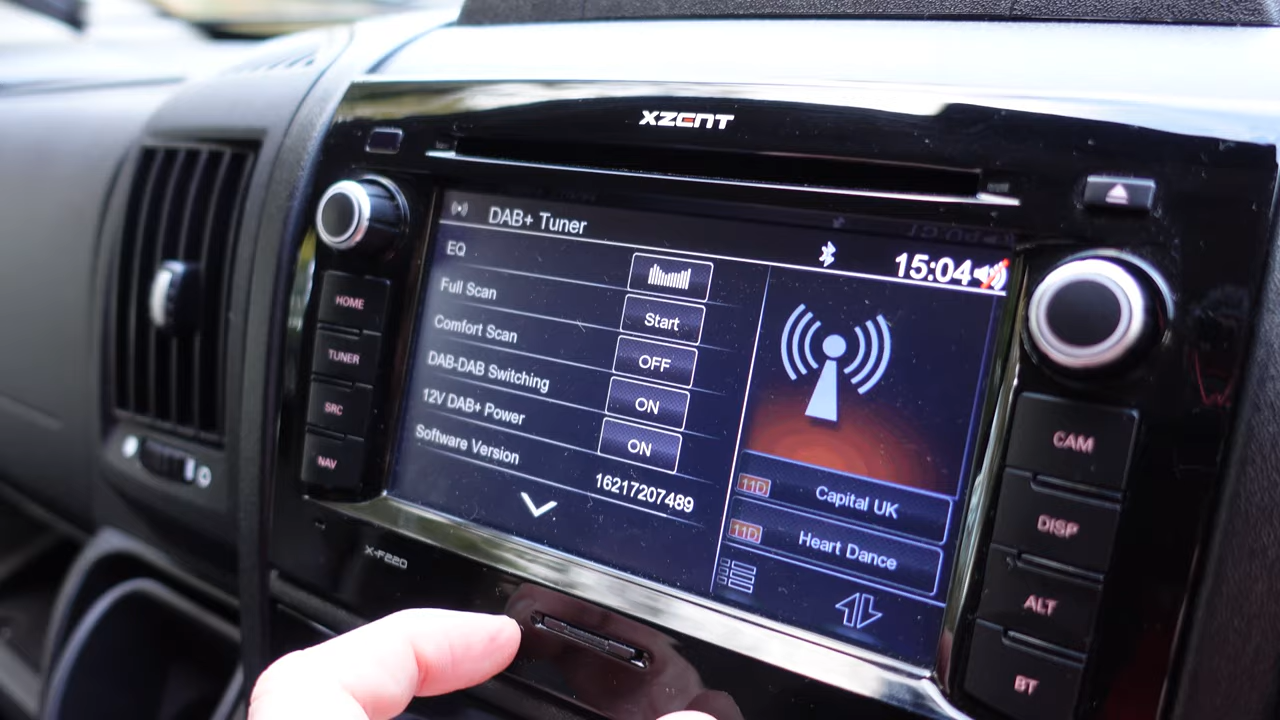 XZENT
DAB+ Tuner
15:04
EQ
Full Scan
Start
Comfort Scan
OFF
DAB-DAB Switching
ON
12V DAB+ Power
ON
Software Version
16217207489
11D
Capital UK
11D
Heart Dance
HOME
TUNER
SRC
NAV
CAM
DISP
ALT
BT
X-F220